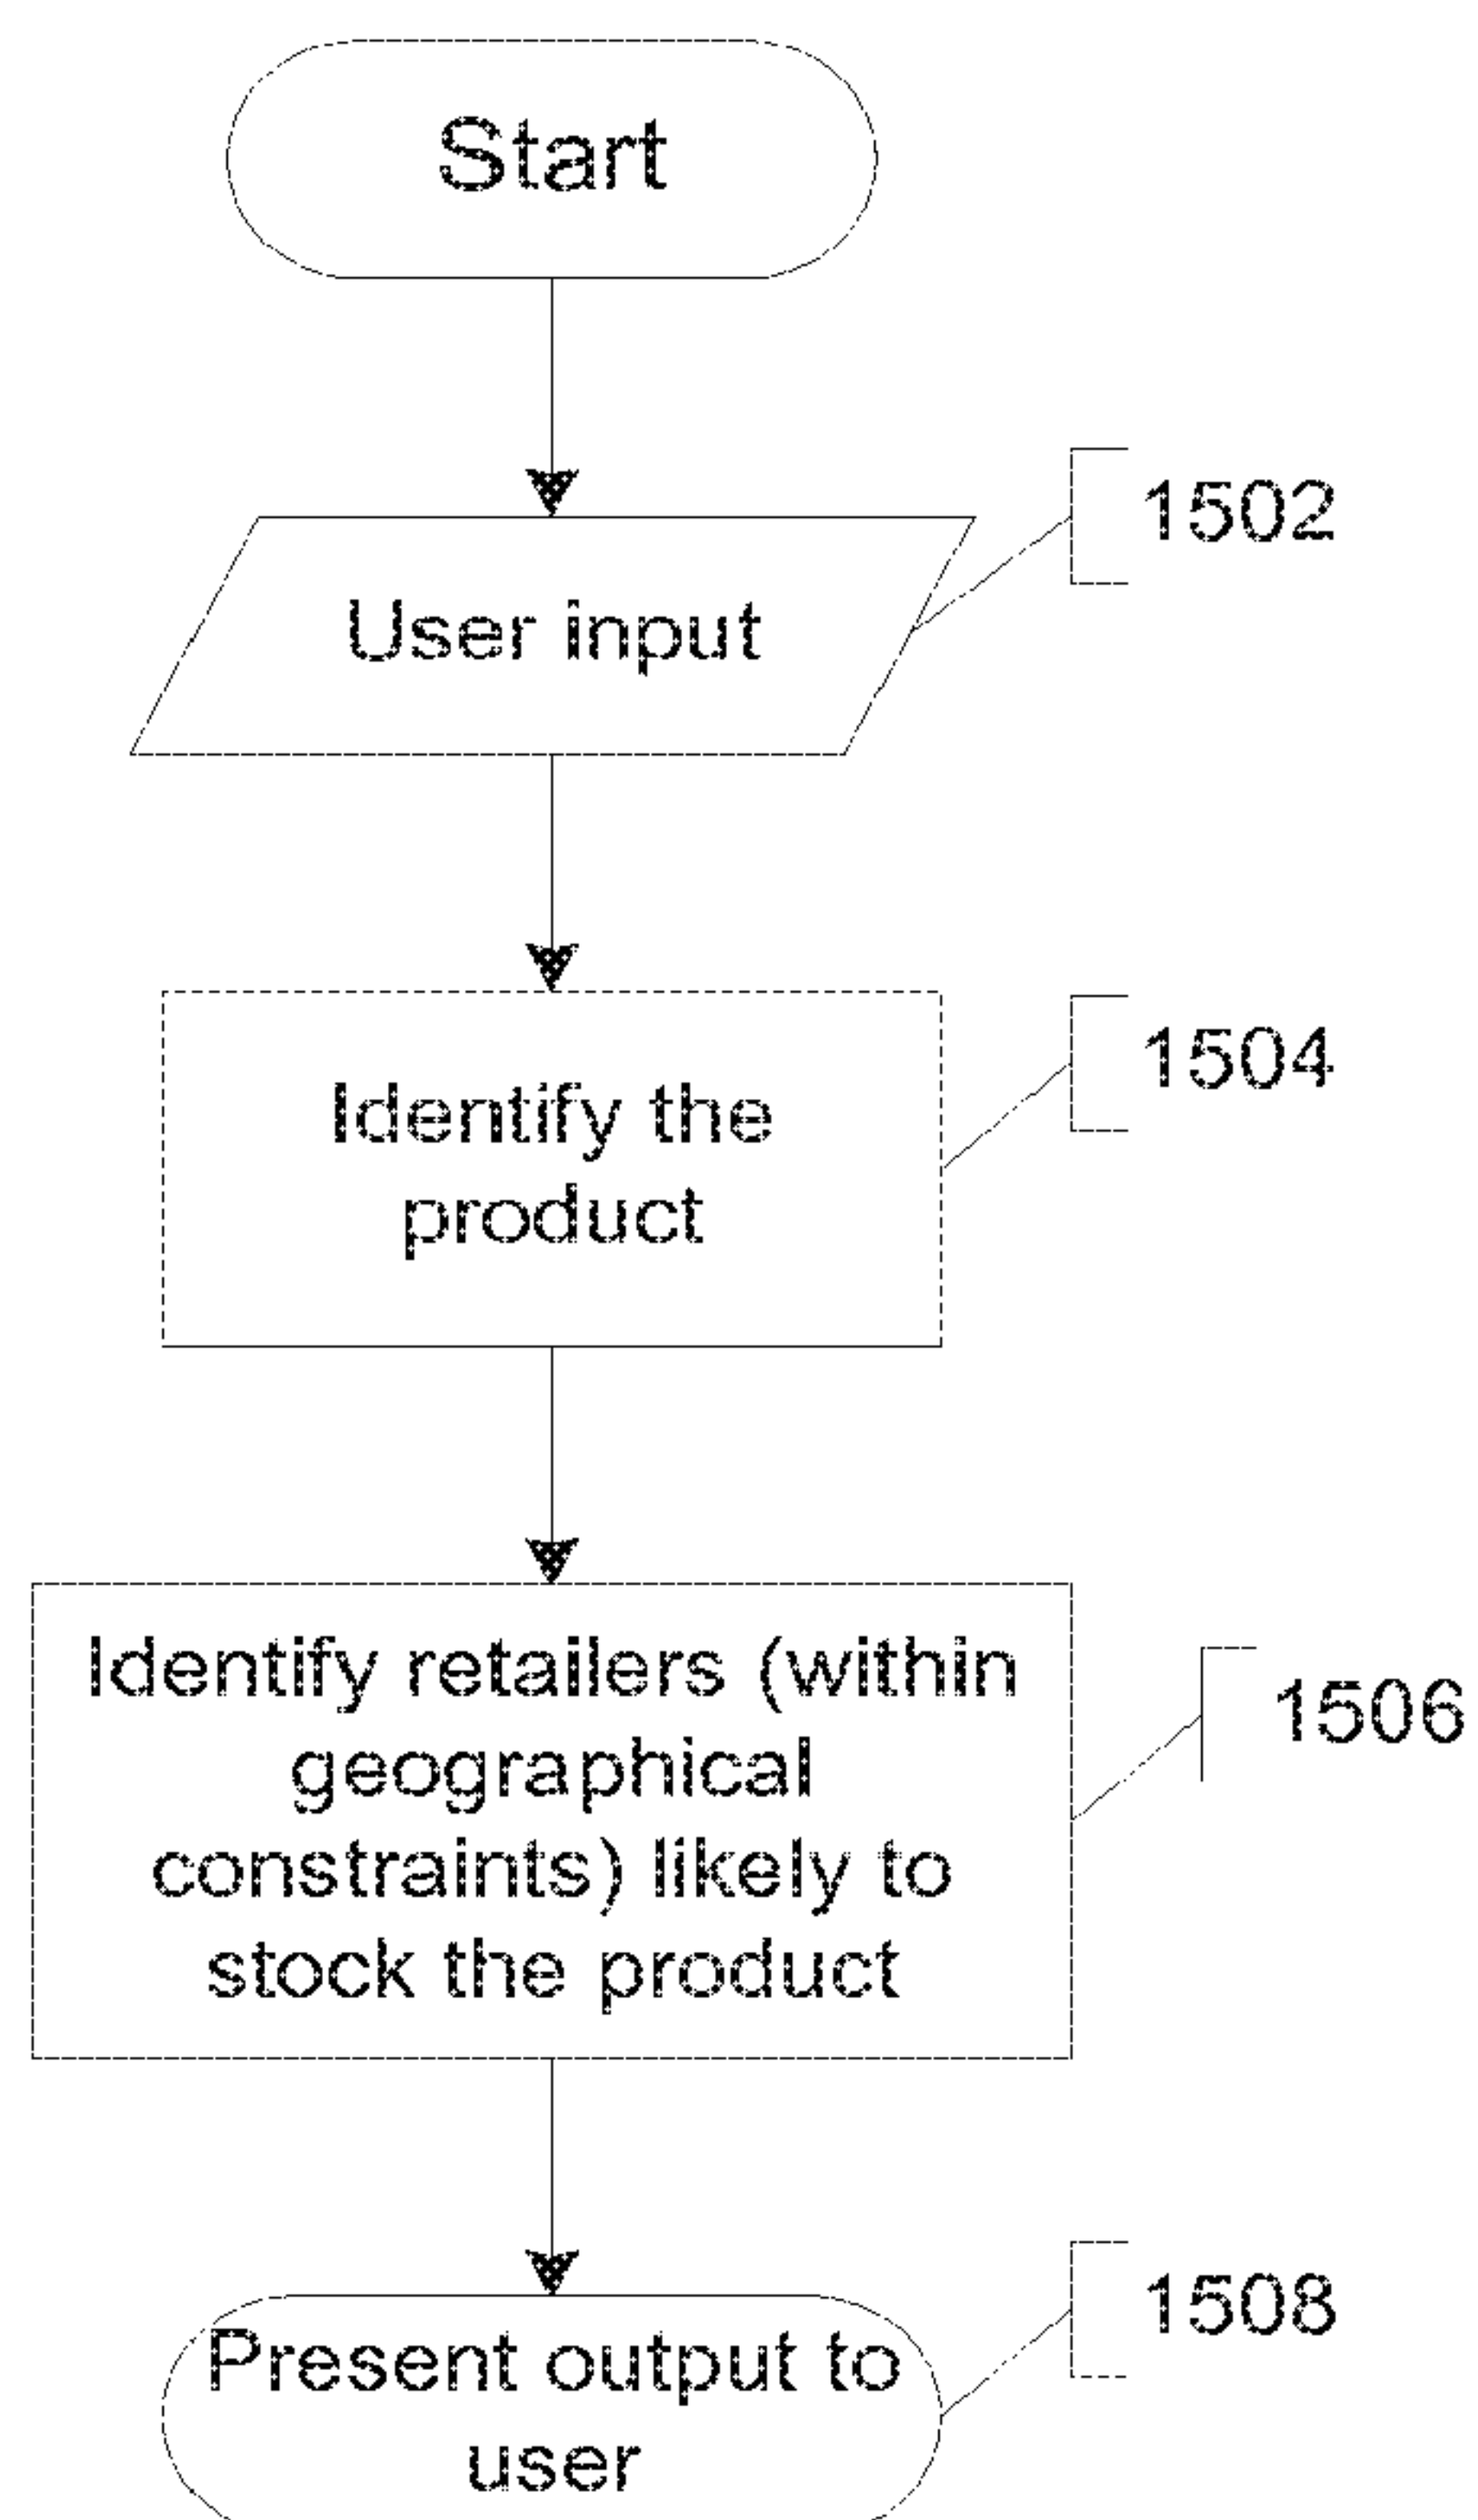 Start
1502
User input
1504
Identify the
product
Identify retailers (within
geographical
constraints) likely to
stock the product
1506
Present output to
user
1508